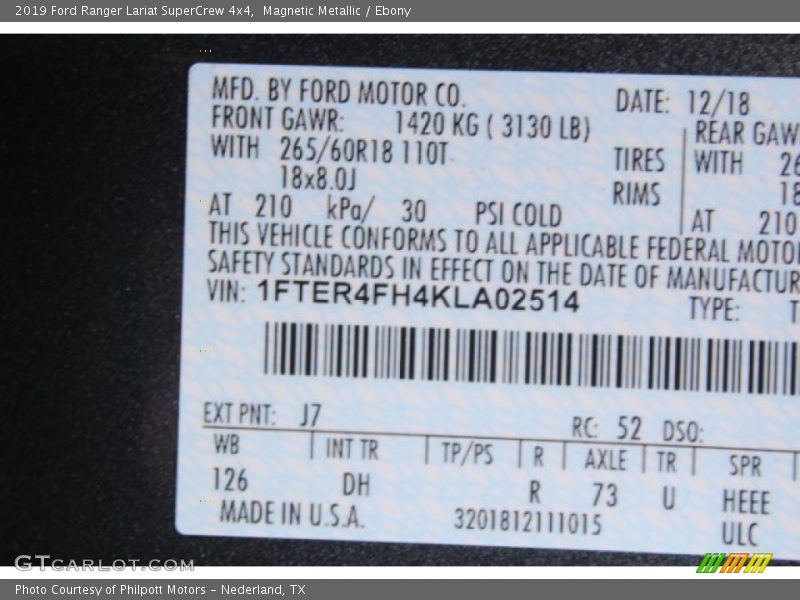 2019 Ford Ranger Lariat SuperCrew 4x4, Magnetic Metallic / Ebony
MFD. BY FORD MOTOR CO. DATE: 12/18
FRONT GAWR: 1420 KG ( 3130 LB) REAR GAW
WITH 265/60R18 110T TIRES WITH 26
18x8.0J RIMS 18
AT 210 kPa/ 30 PSI COLD AT 210
THIS VEHICLE CONFORMS TO ALL APPLICABLE FEDERAL MOTO
SAFETY STANDARDS IN EFFECT ON THE DATE OF MANUFACTUR
VIN: 1FTER4FH4KLA02514 TYPE: T
EXT PNT: J7 RC: 52 DSO:
WB INT TR TP/PS R AXLE TR SPR
126 DH R 73 U HEEE
MADE IN U.S.A. 3201812111015 ULC
GTcarlot.com
Photo Courtesy of Philpott Motors - Nederland, TX